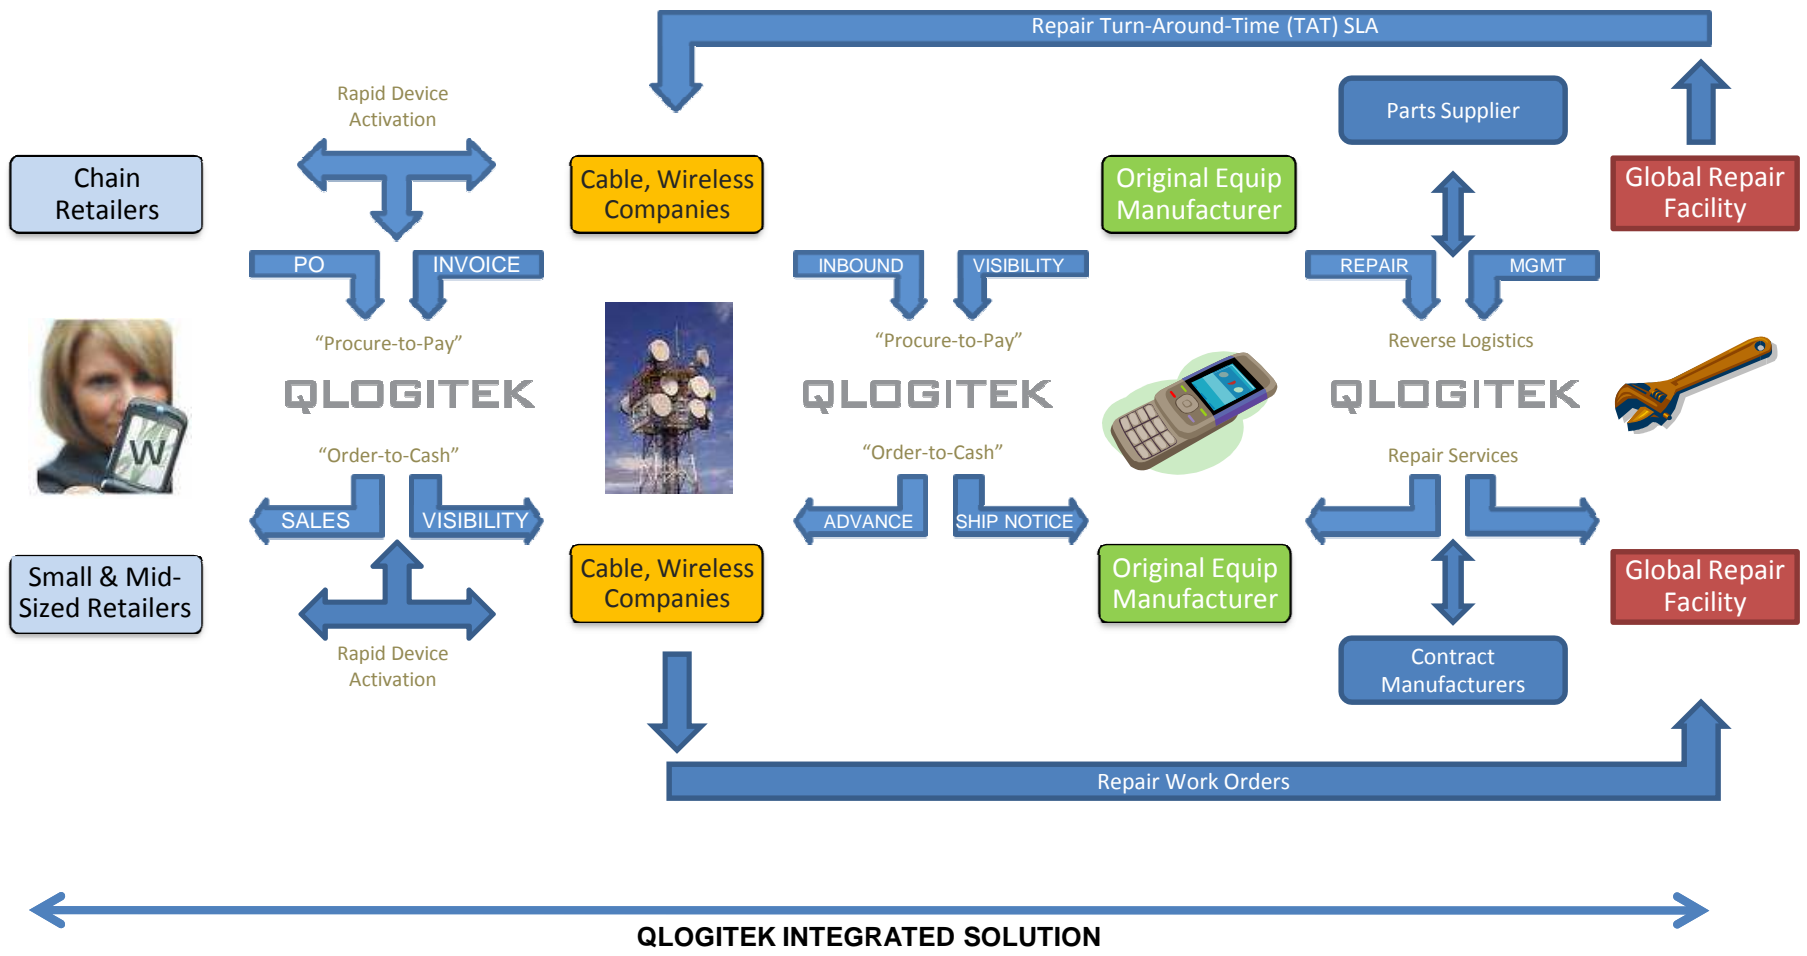 Repair Turn-Around-Time (TAT) SLA
Rapid Device
Activation
Parts Supplier
Chain
Retailers
Cable, Wireless
Companies
Original Equip
Manufacturer
Global Repair
Facility
PO
INVOICE
INBOUND
VISIBILITY
REPAIR
MGMT
“Procure-to-Pay”
“Procure-to-Pay”
Reverse Logistics
QLOGITEK
QLOGITEK
QLOGITEK
W
“Order-to-Cash”
“Order-to-Cash”
Repair Services
SALES
VISIBILITY
ADVANCE
SHIP NOTICE
Small & Mid-
Sized Retailers
Cable, Wireless
Companies
Original Equip
Manufacturer
Global Repair
Facility
Rapid Device
Activation
Contract
Manufacturers
Repair Work Orders
QLOGITEK INTEGRATED SOLUTION